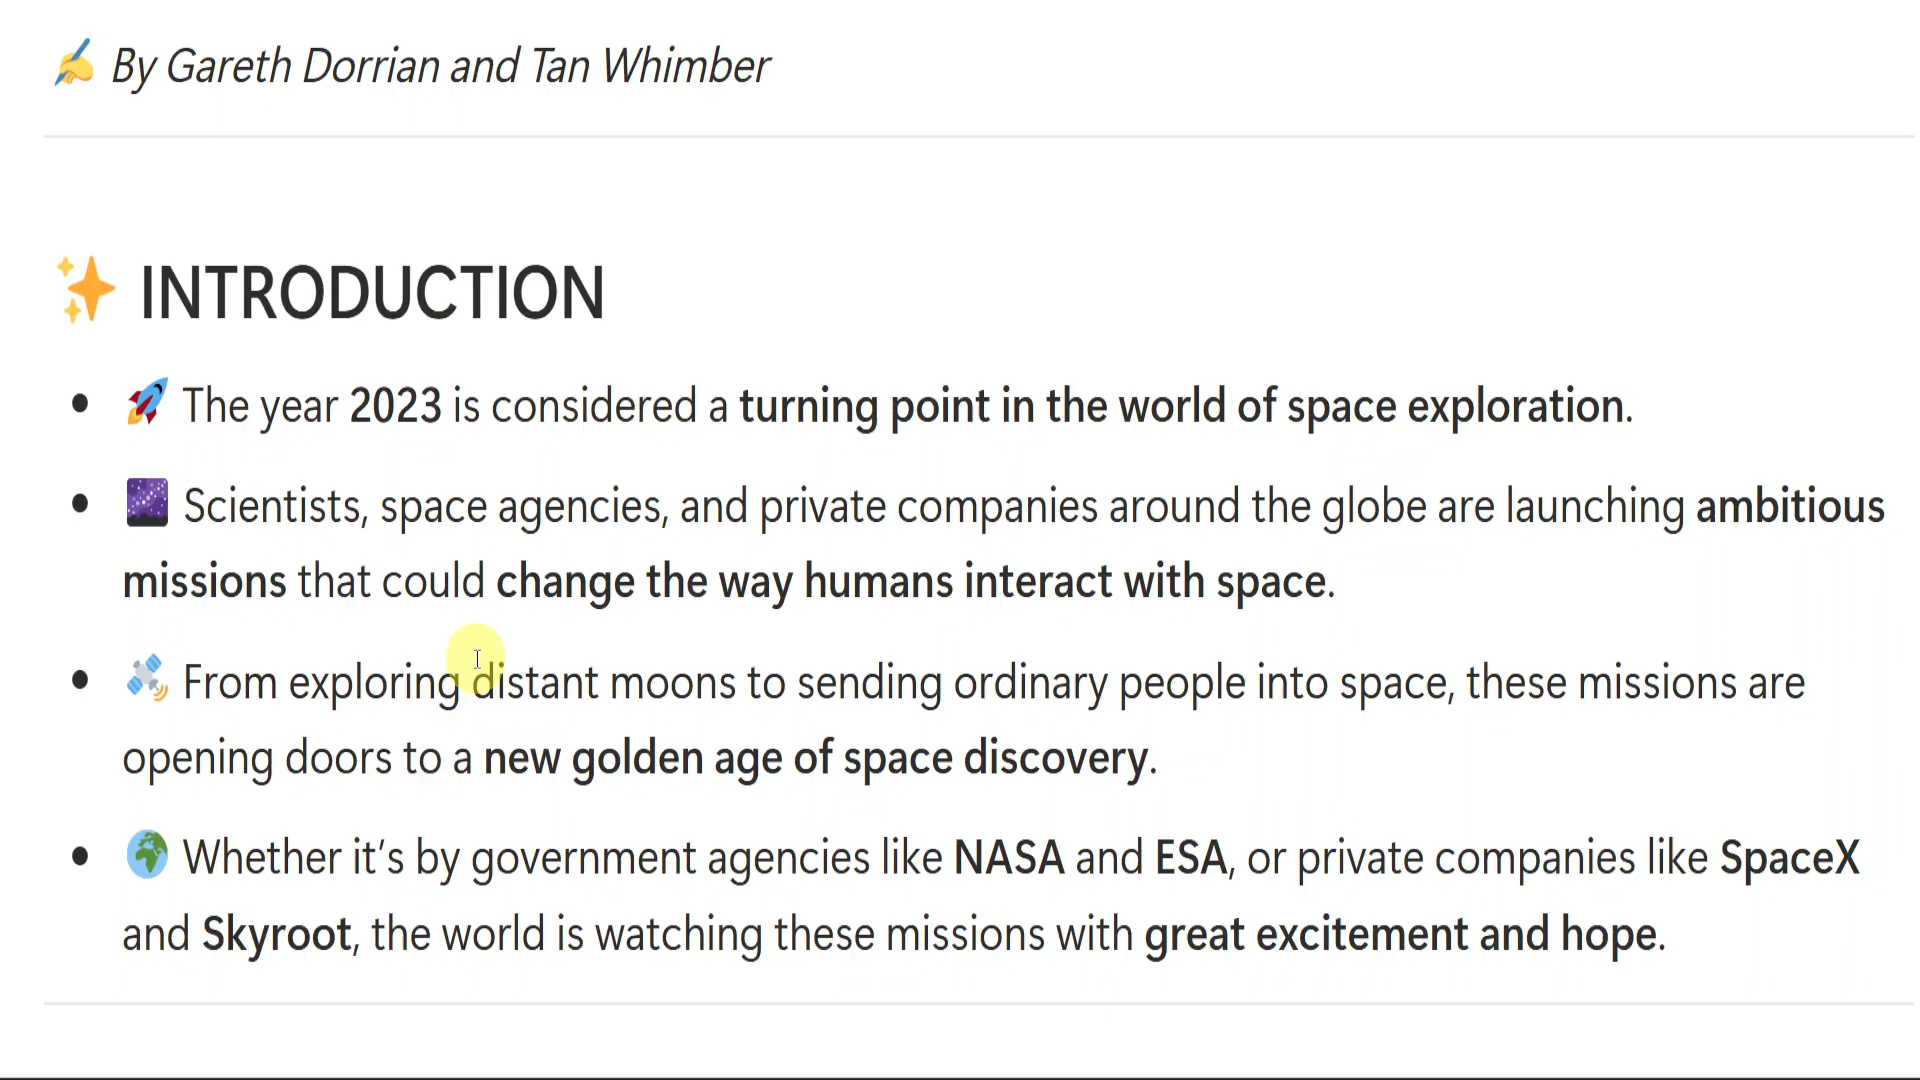 ✍️ By Gareth Dorrian and Tan Whimber
✨ INTRODUCTION
• 🚀 The year 2023 is considered a turning point in the world of space exploration.
• 🌌 Scientists, space agencies, and private companies around the globe are launching ambitious
missions that could change the way humans interact with space.
• 🛰️ From exploring distant moons to sending ordinary people into space, these missions are
opening doors to a new golden age of space discovery.
• 🌍 Whether it’s by government agencies like NASA and ESA, or private companies like SpaceX
and Skyroot, the world is watching these missions with great excitement and hope.